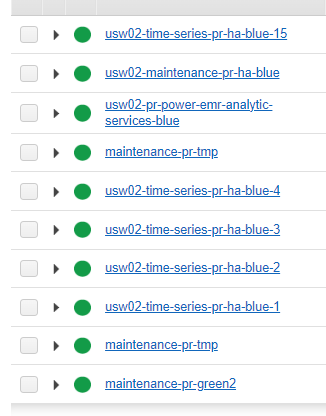 usw02-time-series-pr-ha-blue-15
usw02-maintenance-pr-ha-blue
usw02-pr-power-emr-analytic-
services-blue
maintenance-pr-tmp
usw02-time-series-pr-ha-blue-4
usw02-time-series-pr-ha-blue-3
usw02-time-series-pr-ha-blue-2
usw02-time-series-pr-ha-blue-1
maintenance-pr-tmp
maintenance-pr-green2